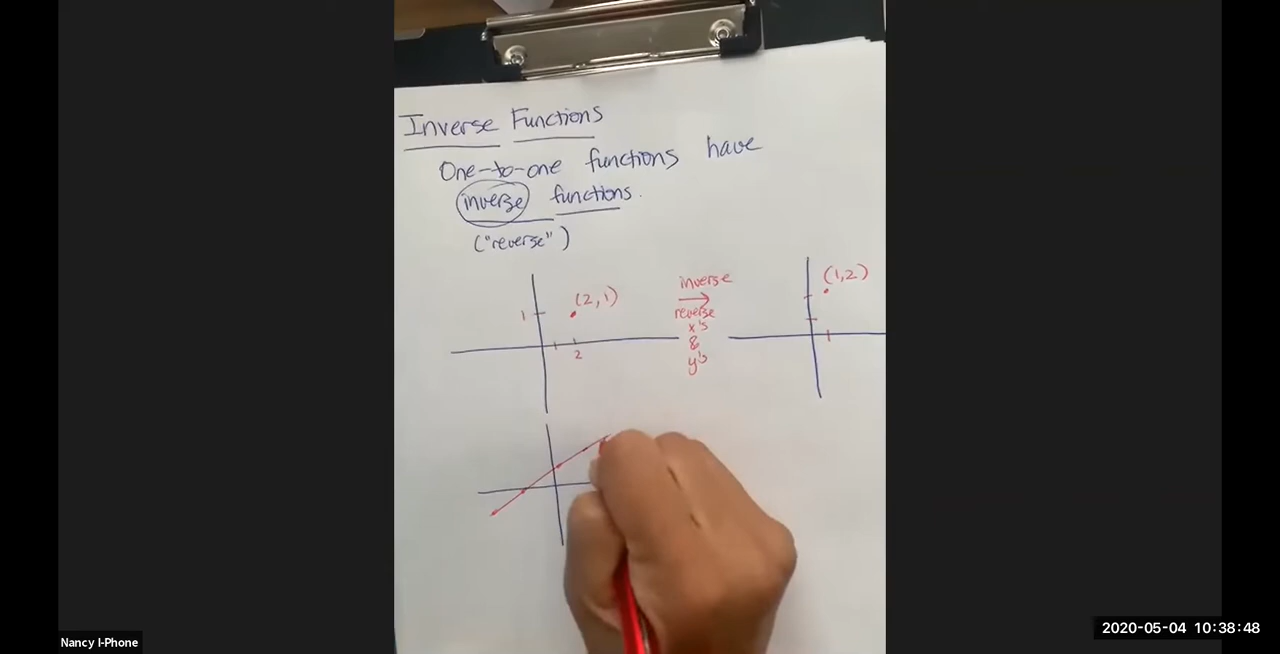 Inverse Functions
One-to-one functions have
inverse functions.
("reverse")
(2,1)
1
2
inverse
reverse
x's
&
y's
(1,2)
Nancy I-Phone
2020-05-04 10:38:48